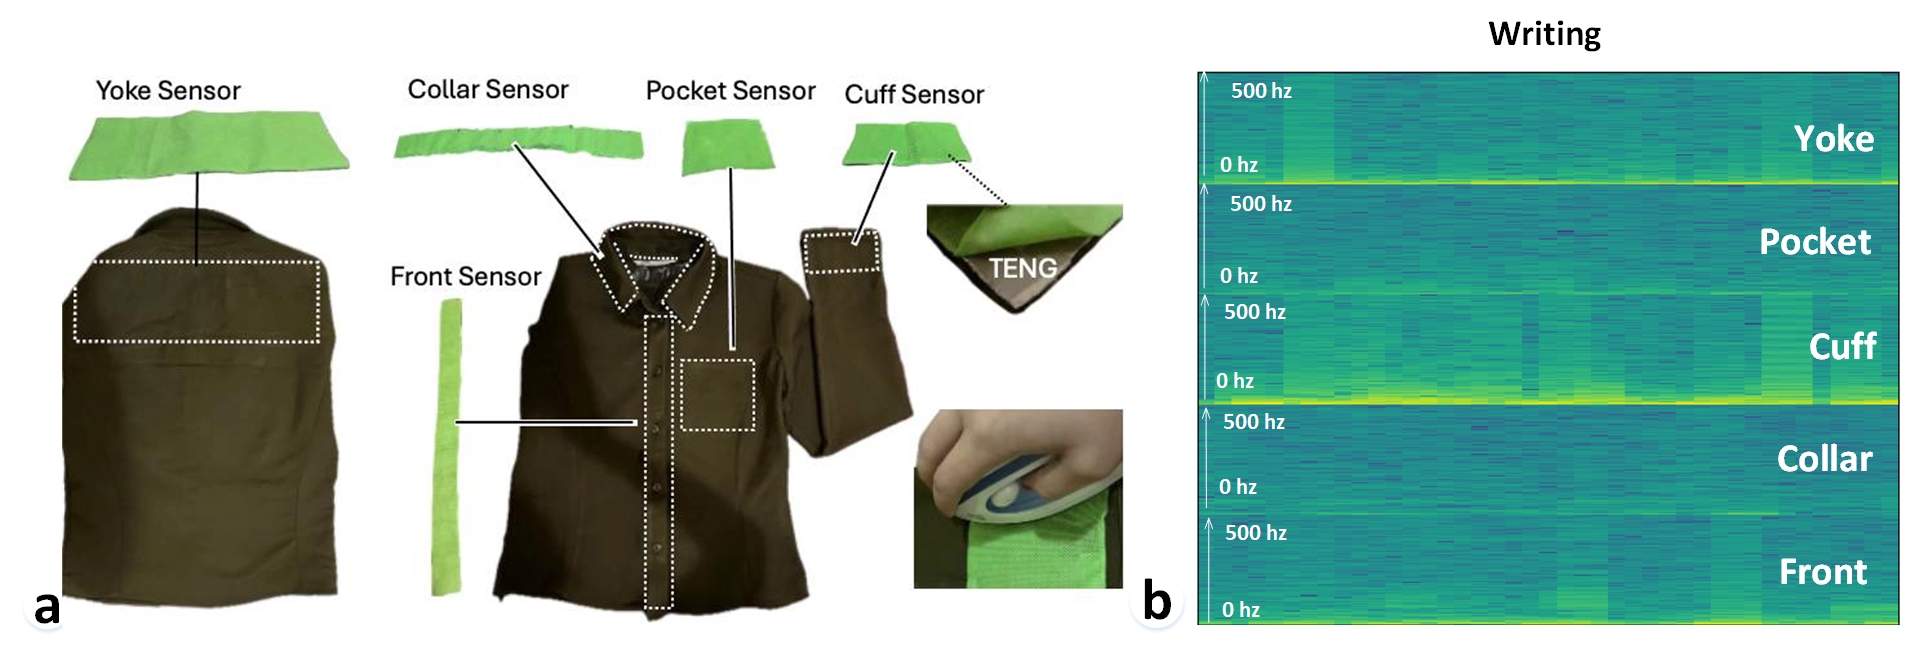 Yoke Sensor
Collar Sensor
Pocket Sensor
Cuff Sensor
TENG
Front Sensor
a
Writing
500 hz
Yoke
0 hz
500 hz
Pocket
0 hz
500 hz
Cuff
0 hz
500 hz
Collar
0 hz
500 hz
Front
0 hz
b